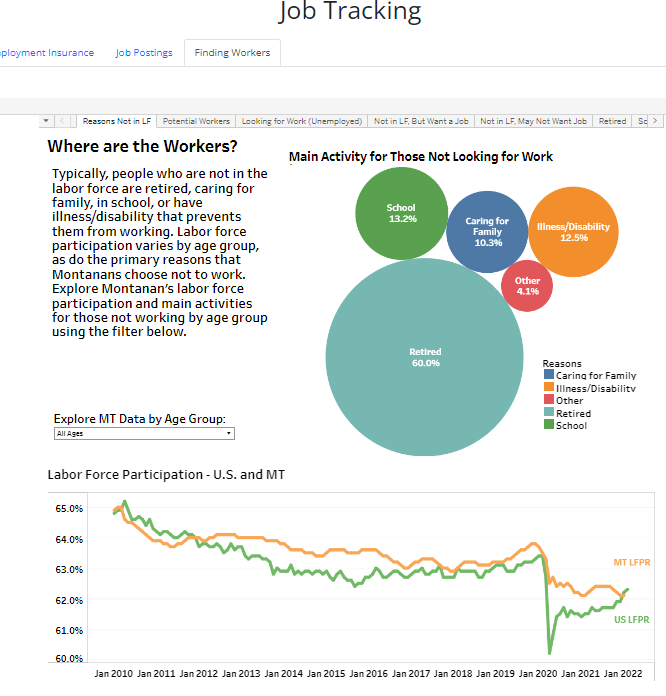 Job Tracking
ployment Insurance
Job Postings
Finding Workers
Reasons Not in LF
Potential Workers
Looking for Work (Unemployed)
Not in LF, But Want a Job
Not in LF, May Not Want Job
Retired
Sc
Where are the Workers?
Typically, people who are not in the
labor force are retired, caring for
family, in school, or have
illness/disability that prevents
them from working. Labor force
participation varies by age group,
as do the primary reasons that
Montanans choose not to work.
Explore Montanan's labor force
participation and main activities
for those not working by age group
using the filter below.
Explore MT Data by Age Group:
All Ages
Main Activity for Those Not Looking for Work
School
13.2%
Caring for
Family
10.3%
Illness/Disability
12.5%
Other
4.1%
Retired
60.0%
Reasons
Caring for Family
Illness/Disability
Other
Retired
School
Labor Force Participation - U.S. and MT
65.0%
64.0%
63.0%
62.0%
61.0%
60.0%
MT LFPR
US LFPR
Jan 2010 Jan 2011 Jan 2012 Jan 2013 Jan 2014 Jan 2015 Jan 2016 Jan 2017 Jan 2018 Jan 2019 Jan 2020 Jan 2021 Jan 2022